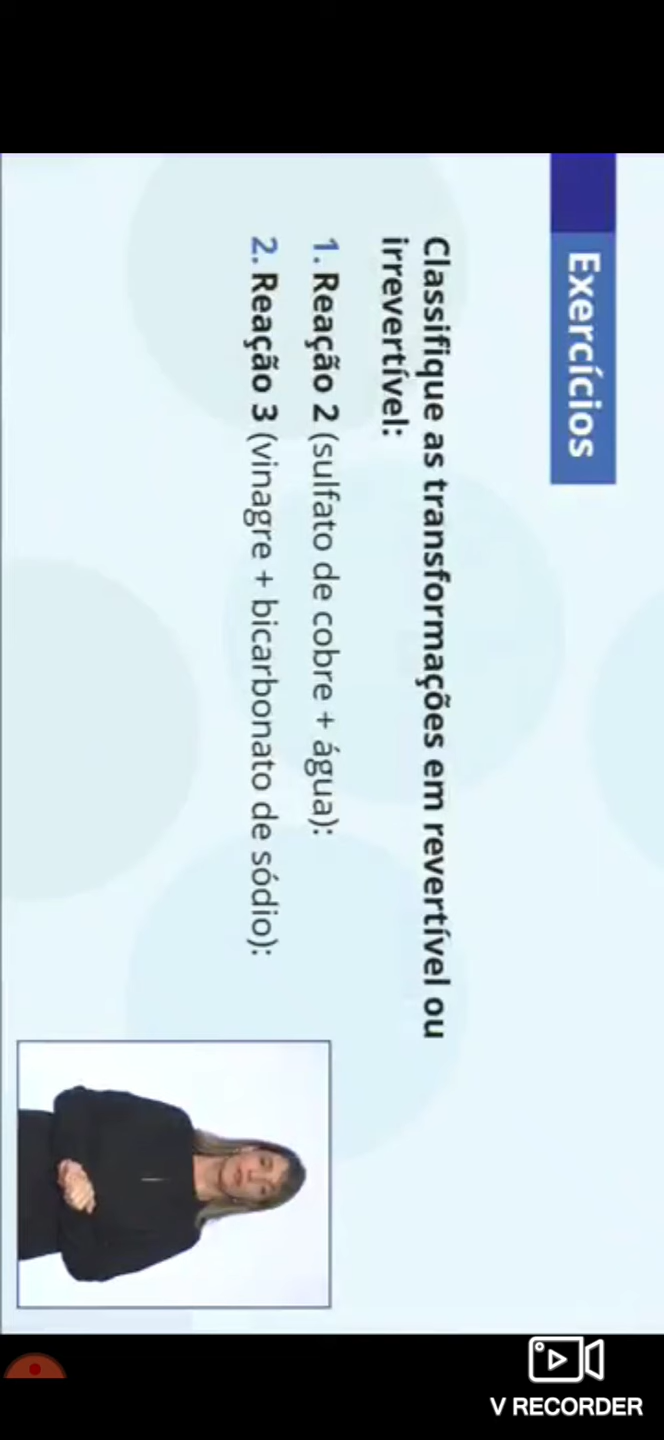 Exercícios
Classifique as transformações em revertível ou
irrevertível:
1. Reação 2 (sulfato de cobre + água):
2. Reação 3 (vinagre + bicarbonato de sódio):
V RECORDER